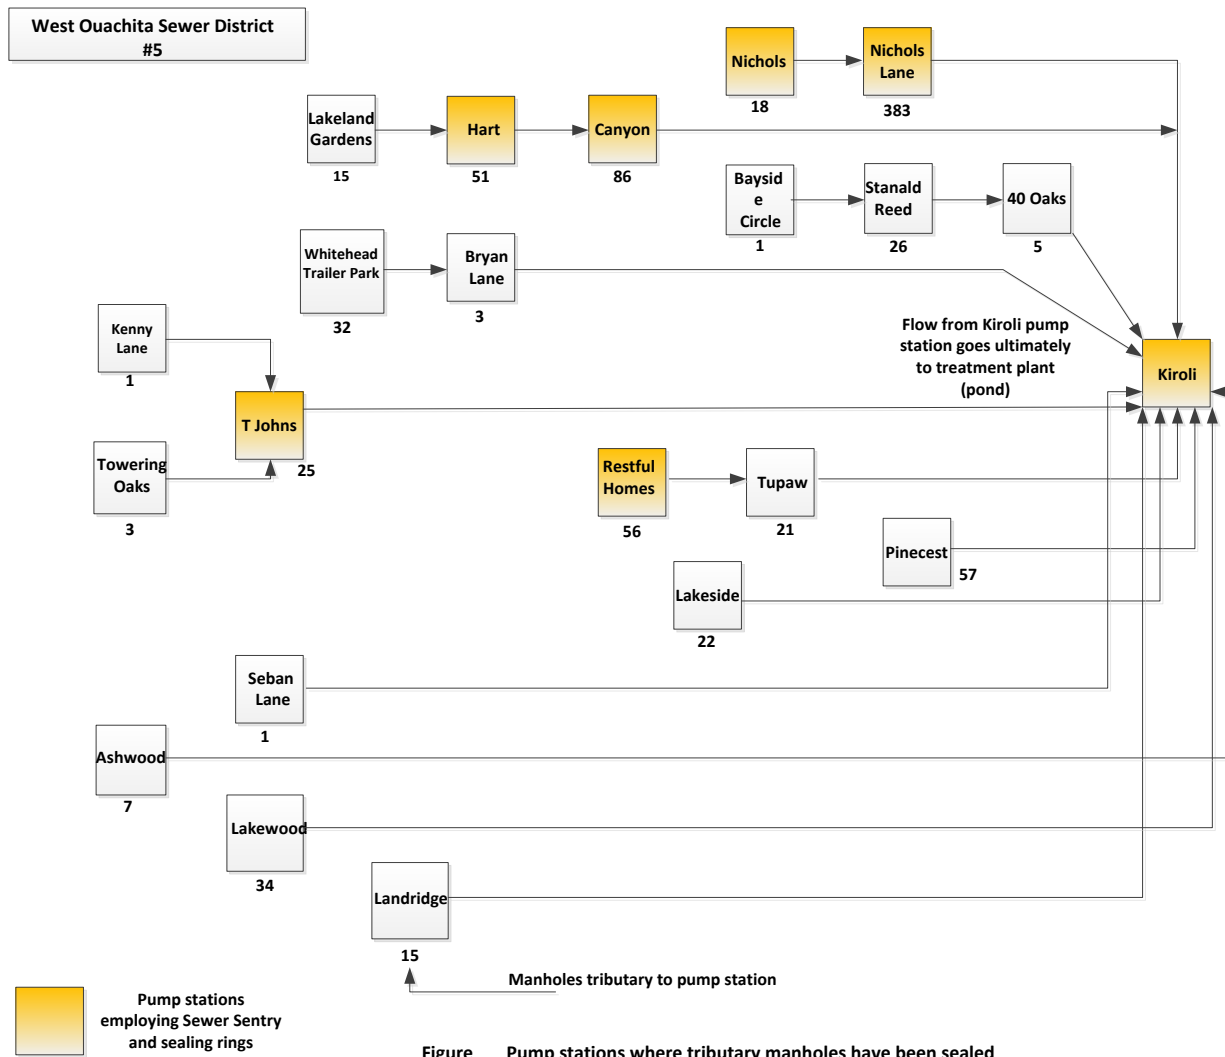 West Ouachita Sewer District
#5
Nichols
18
Nichols
Lane
383
Lakeland
Gardens
15
Hart
51
Canyon
86
Baysid
e
Circle
1
Stanald
Reed
26
40 Oaks
5
Whitehead
Trailer Park
32
Bryan
Lane
3
Kenny
Lane
1
Flow from Kiroli pump
station goes ultimately
to treatment plant
(pond)
Kiroli
T Johns
25
Towering
Oaks
3
Restful
Homes
56
Tupaw
21
Pinecest
57
Lakeside
22
Seban
Lane
1
Ashwood
7
Lakewood
34
Landridge
15
Manholes tributary to pump station
Pump stations
employing Sewer Sentry
and sealing rings
Figure Pump stations where tributary manholes have been sealed